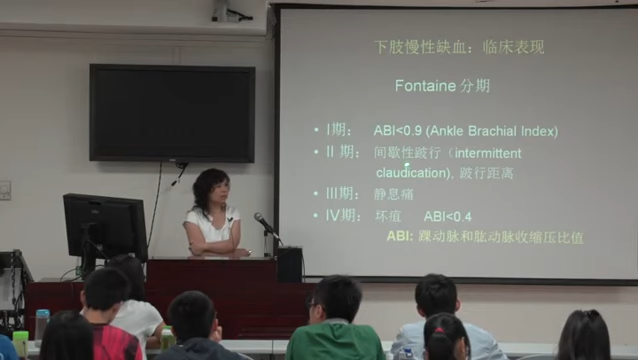 下肢慢性缺血：临床表现
Fontaine 分期
• I期： ABI<0.9 (Ankle Brachial Index)
• II 期： 间歇性跛行（intermittent
claudication), 跛行距离
• III期： 静息痛
• IV期： 坏疽 ABI<0.4
ABI: 踝动脉和肱动脉收缩压比值